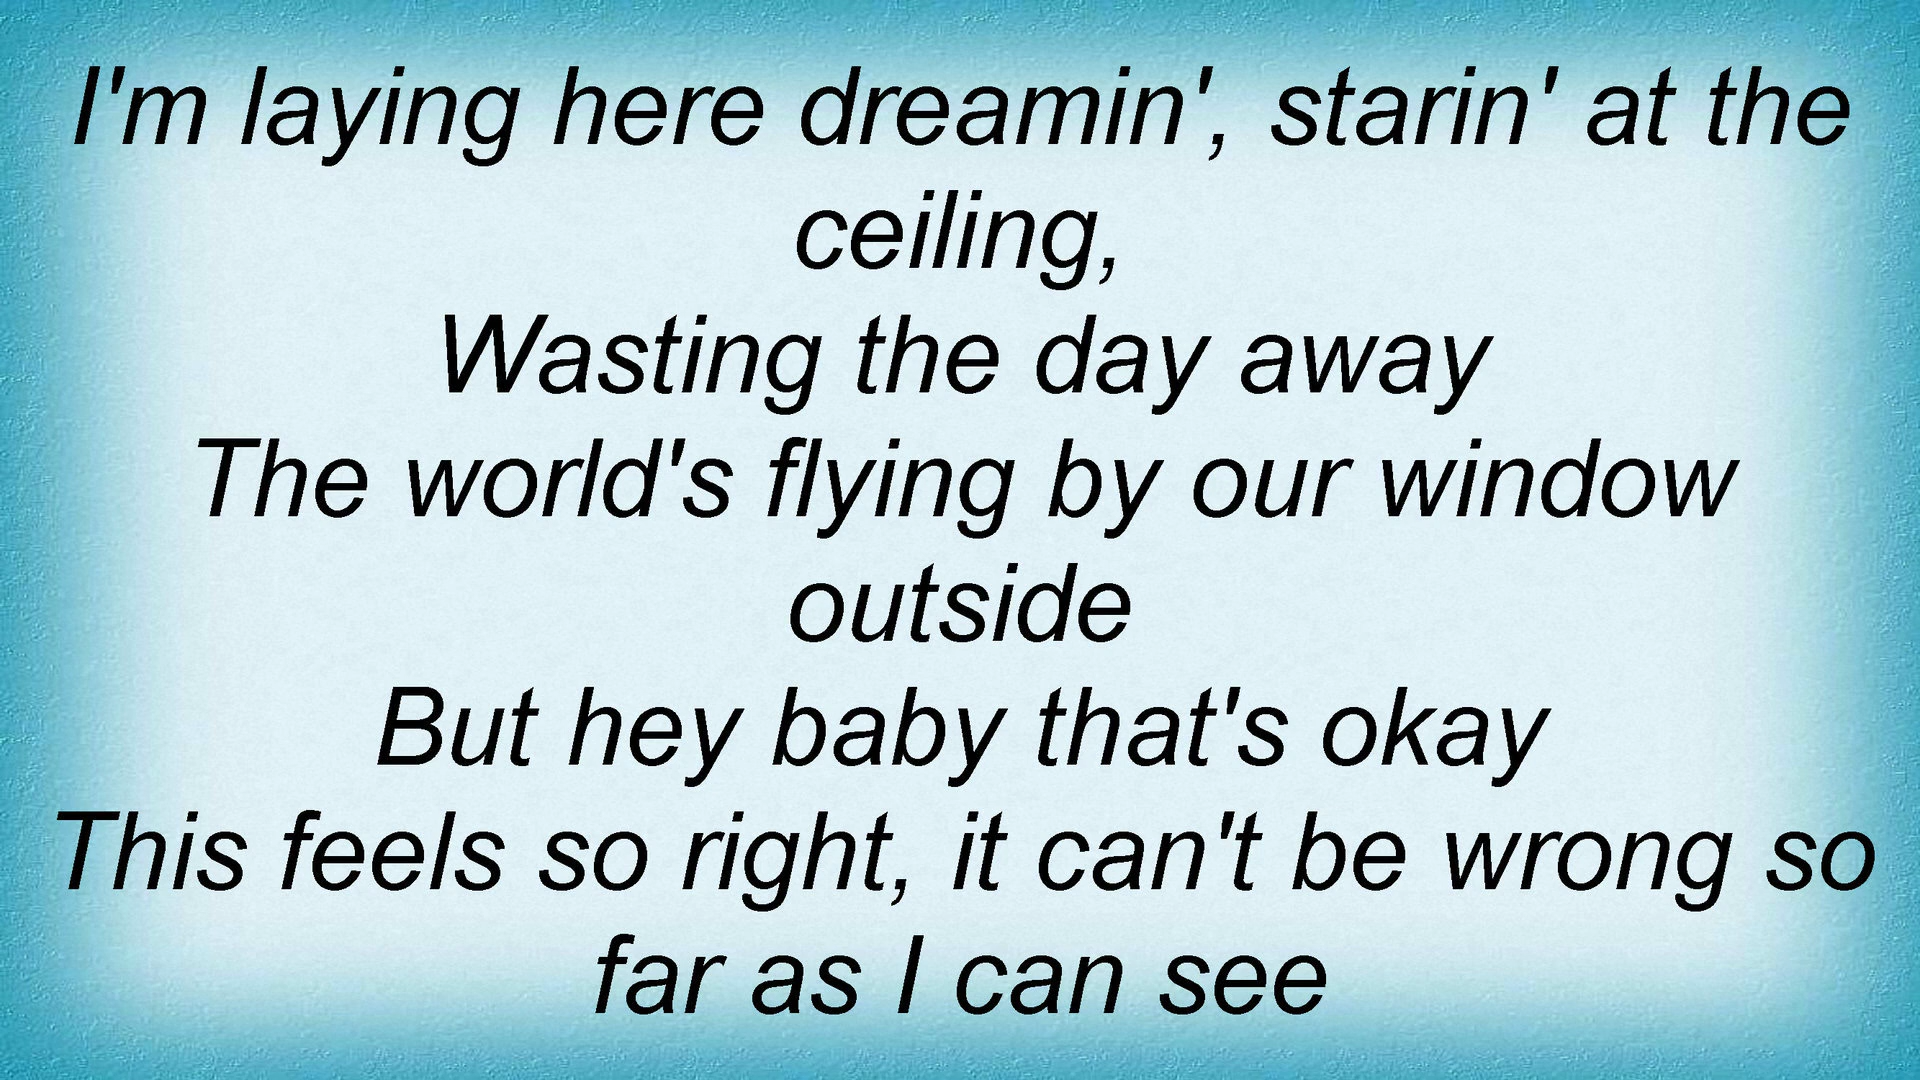 I'm laying here dreamin', starin' at the
ceiling,
Wasting the day away
The world's flying by our window
outside
But hey baby that's okay
This feels so right, it can't be wrong so
far as I can see